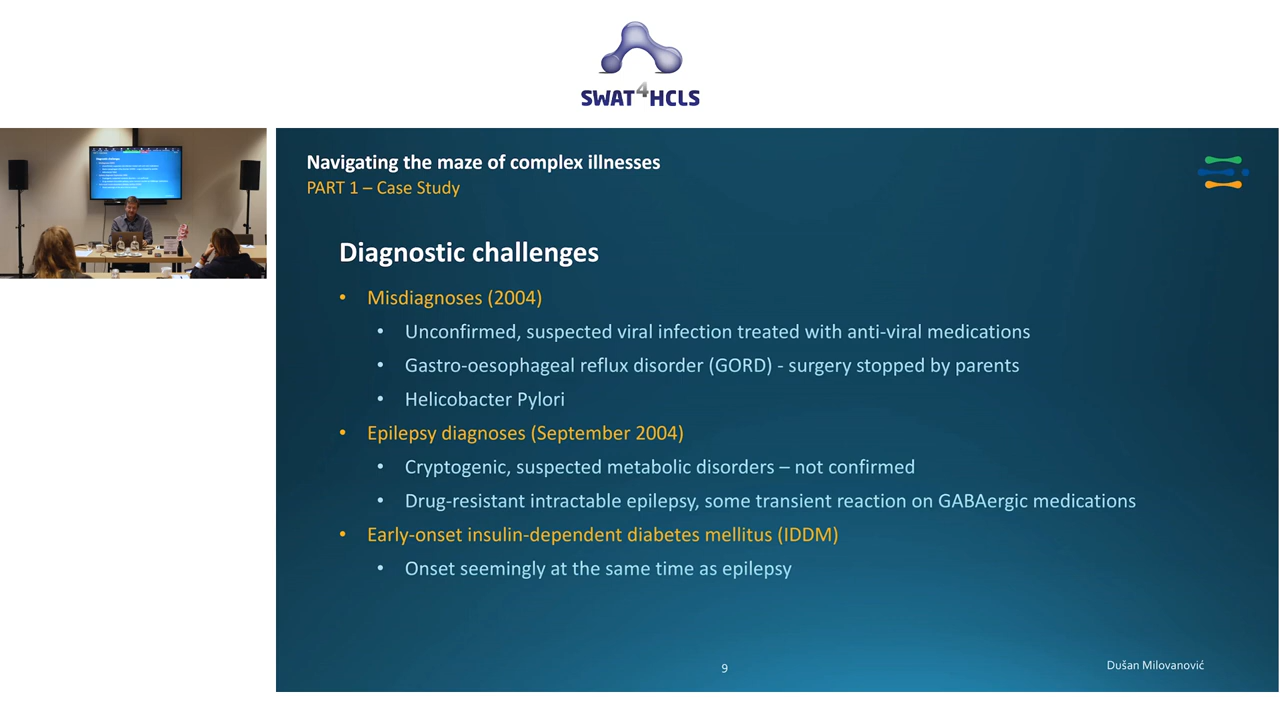 SWAT4HCLS
Navigating the maze of complex illnesses
PART 1 – Case Study
Diagnostic challenges
• Misdiagnoses (2004)
• Unconfirmed, suspected viral infection treated with anti-viral medications
• Gastro-oesophageal reflux disorder (GORD) - surgery stopped by parents
• Helicobacter Pylori
• Epilepsy diagnoses (September 2004)
• Cryptogenic, suspected metabolic disorders – not confirmed
• Drug-resistant intractable epilepsy, some transient reaction on GABAergic medications
• Early-onset insulin-dependent diabetes mellitus (IDDM)
• Onset seemingly at the same time as epilepsy
9
Dušan Milovanović